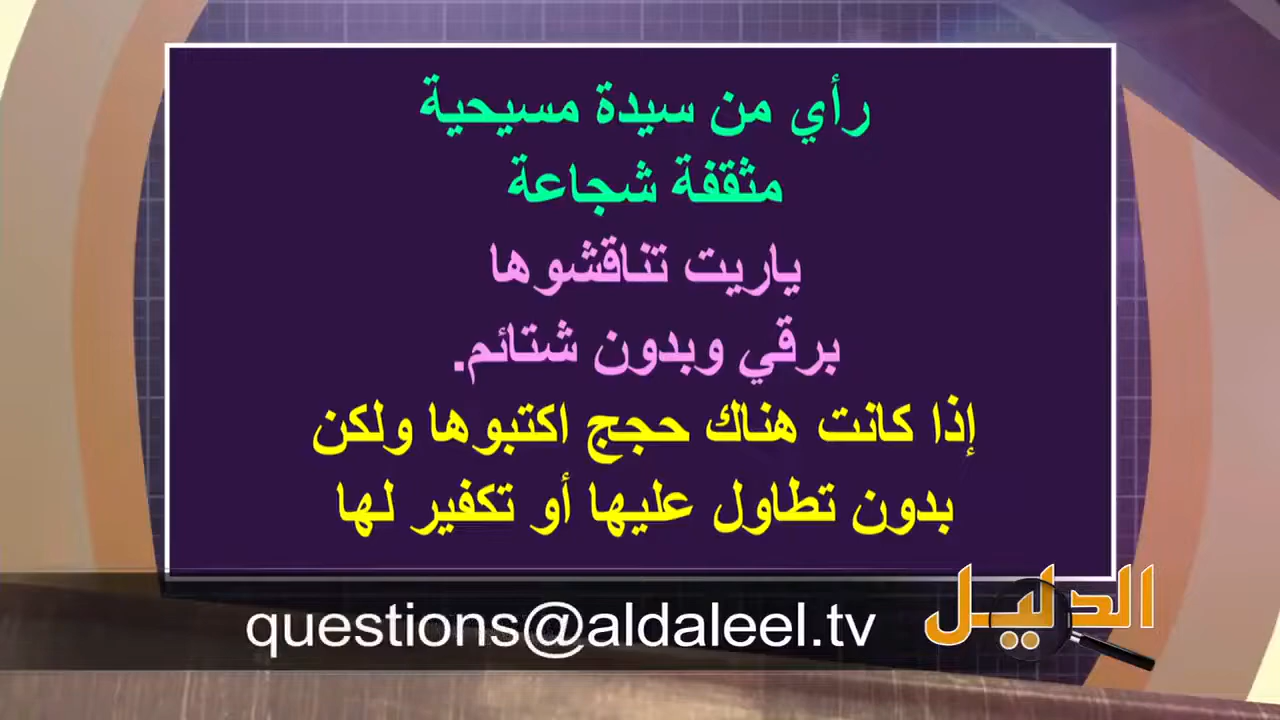 رأي من سيدة مسيحية
مثقفة شجاعة
ياريت تناقشوها
برقي وبدون شتائم.
إذا كانت هناك حجج اكتبوها ولكن
بدون تطاول عليها أو تكفير لها
questions@aldaleel.tv
الدليل